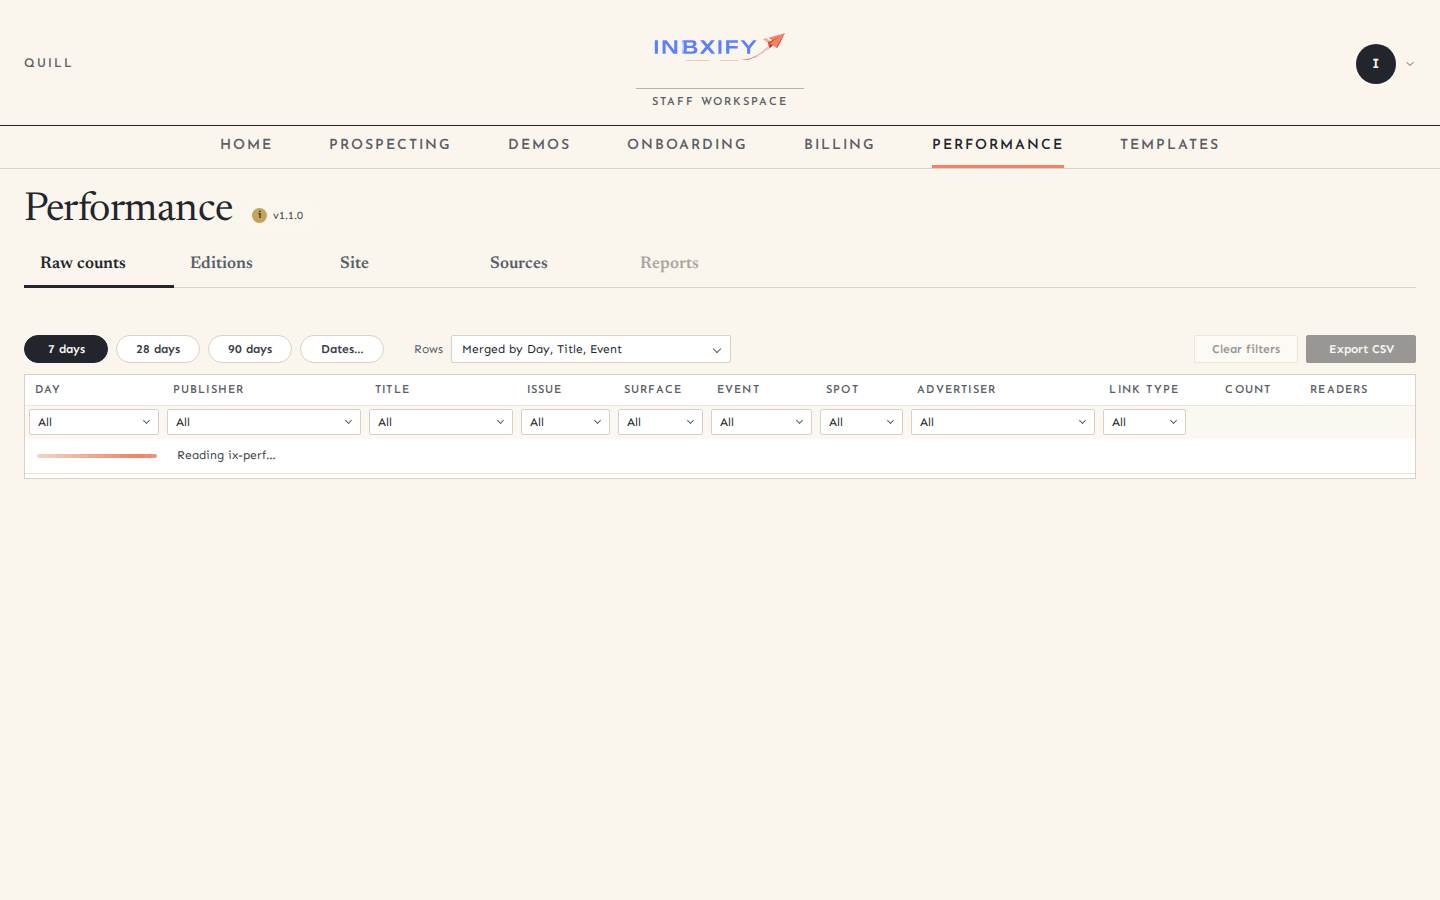 QUILL
INBXIFY
I
STAFF WORKSPACE
HOME PROSPECTING DEMOS ONBOARDING BILLING PERFORMANCE TEMPLATES
Performance i v1.1.0
Raw counts Editions Site Sources Reports
7 days 28 days 90 days Dates... Rows Merged by Day, Title, Event Clear filters Export CSV
DAY PUBLISHER TITLE ISSUE SURFACE EVENT SPOT ADVERTISER LINK TYPE COUNT READERS
All All All All All All All All All
Reading ix-perf...